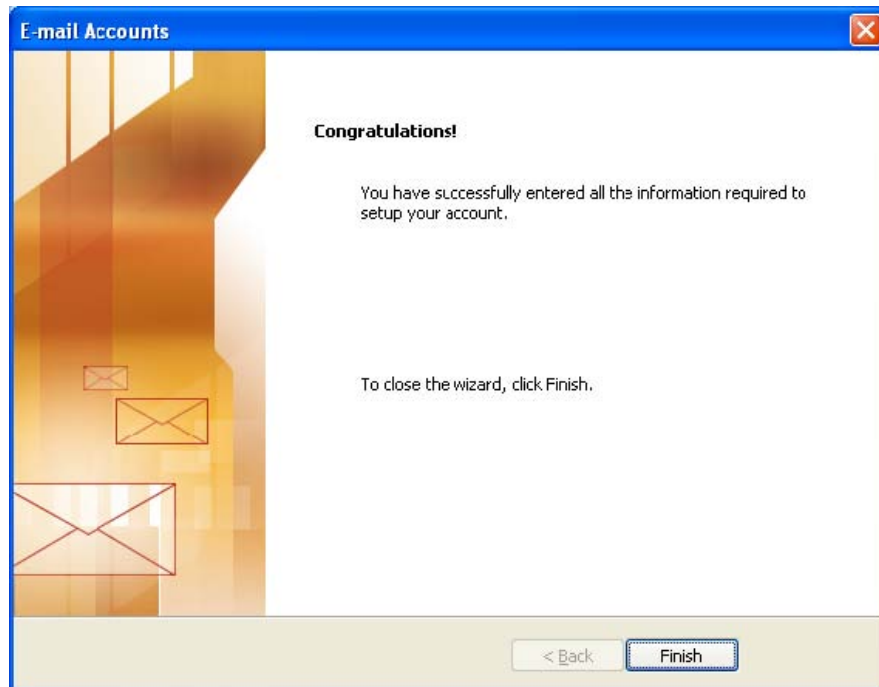 E-mail Accounts
Congratulations!
You have successfully entered all the information required to
setup your account.
To close the wizard, click Finish.
< Back
Finish